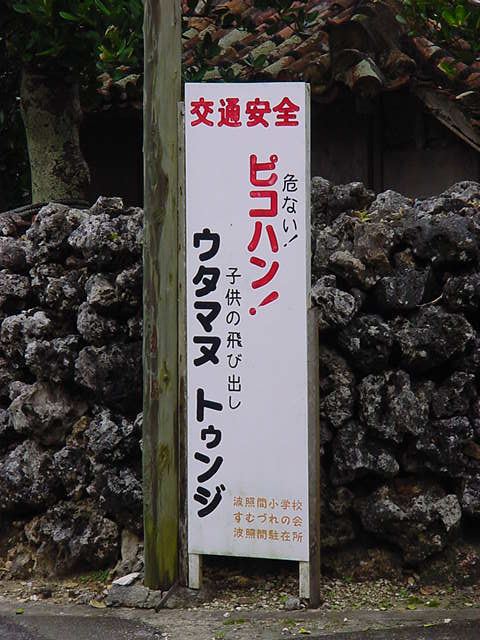 交通安全
危ない!
ピコハン!
子供の飛び出し
ウタマヌ トゥンジ
波照間小学校
すむづれの会
波照間駐在所